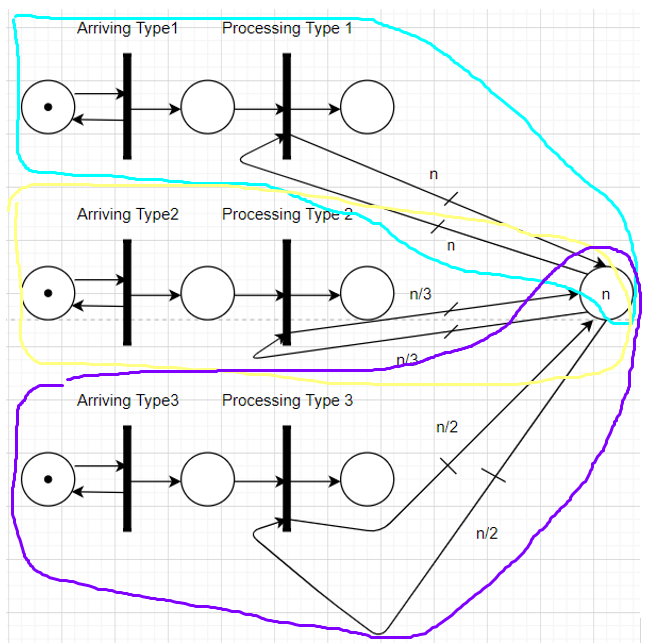 Arriving Type1 Processing Type 1
n
n
Arriving Type2 Processing Type 2
n/3
n
n/3
Arriving Type3 Processing Type 3
n/2
n/2